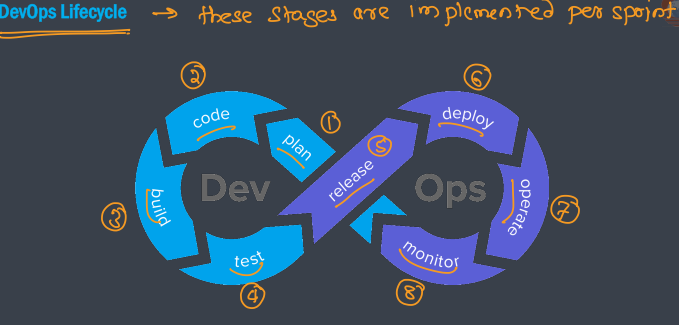 DevOps Lifecycle → these stages are implemented per sprint
② ⑥
code deploy
① plan
⑤ release
Dev Ops
③ build
operate ⑦
test monitor
④ ⑧